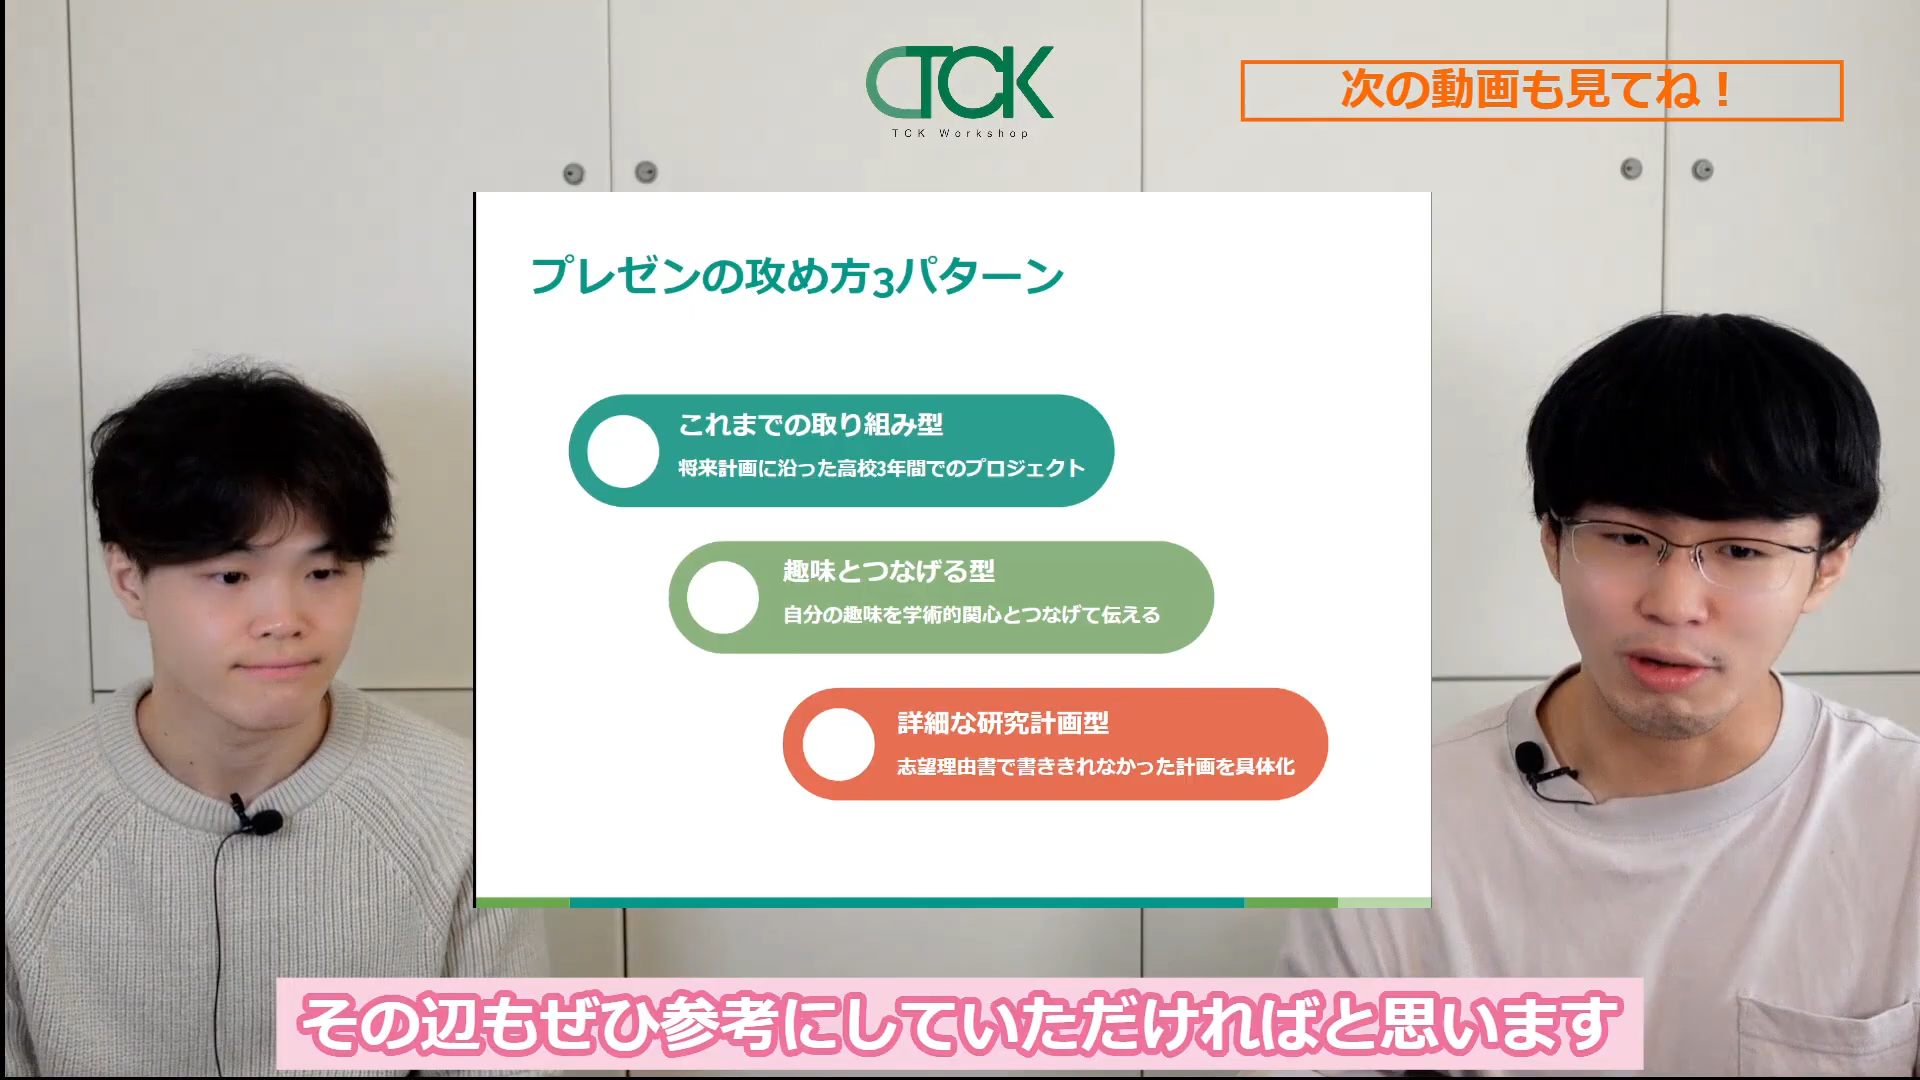 TCK
TCK Workshop
次の動画も見てね！
プレゼンの攻め方3パターン
これまでの取り組み型
将来計画に沿った高校3年間でのプロジェクト
趣味とつなげる型
自分の趣味を学術的関心とつなげて伝える
詳細な研究計画型
志望理由書で書ききれなかった計画を具体化
その辺もぜひ参考にしていただければと思います